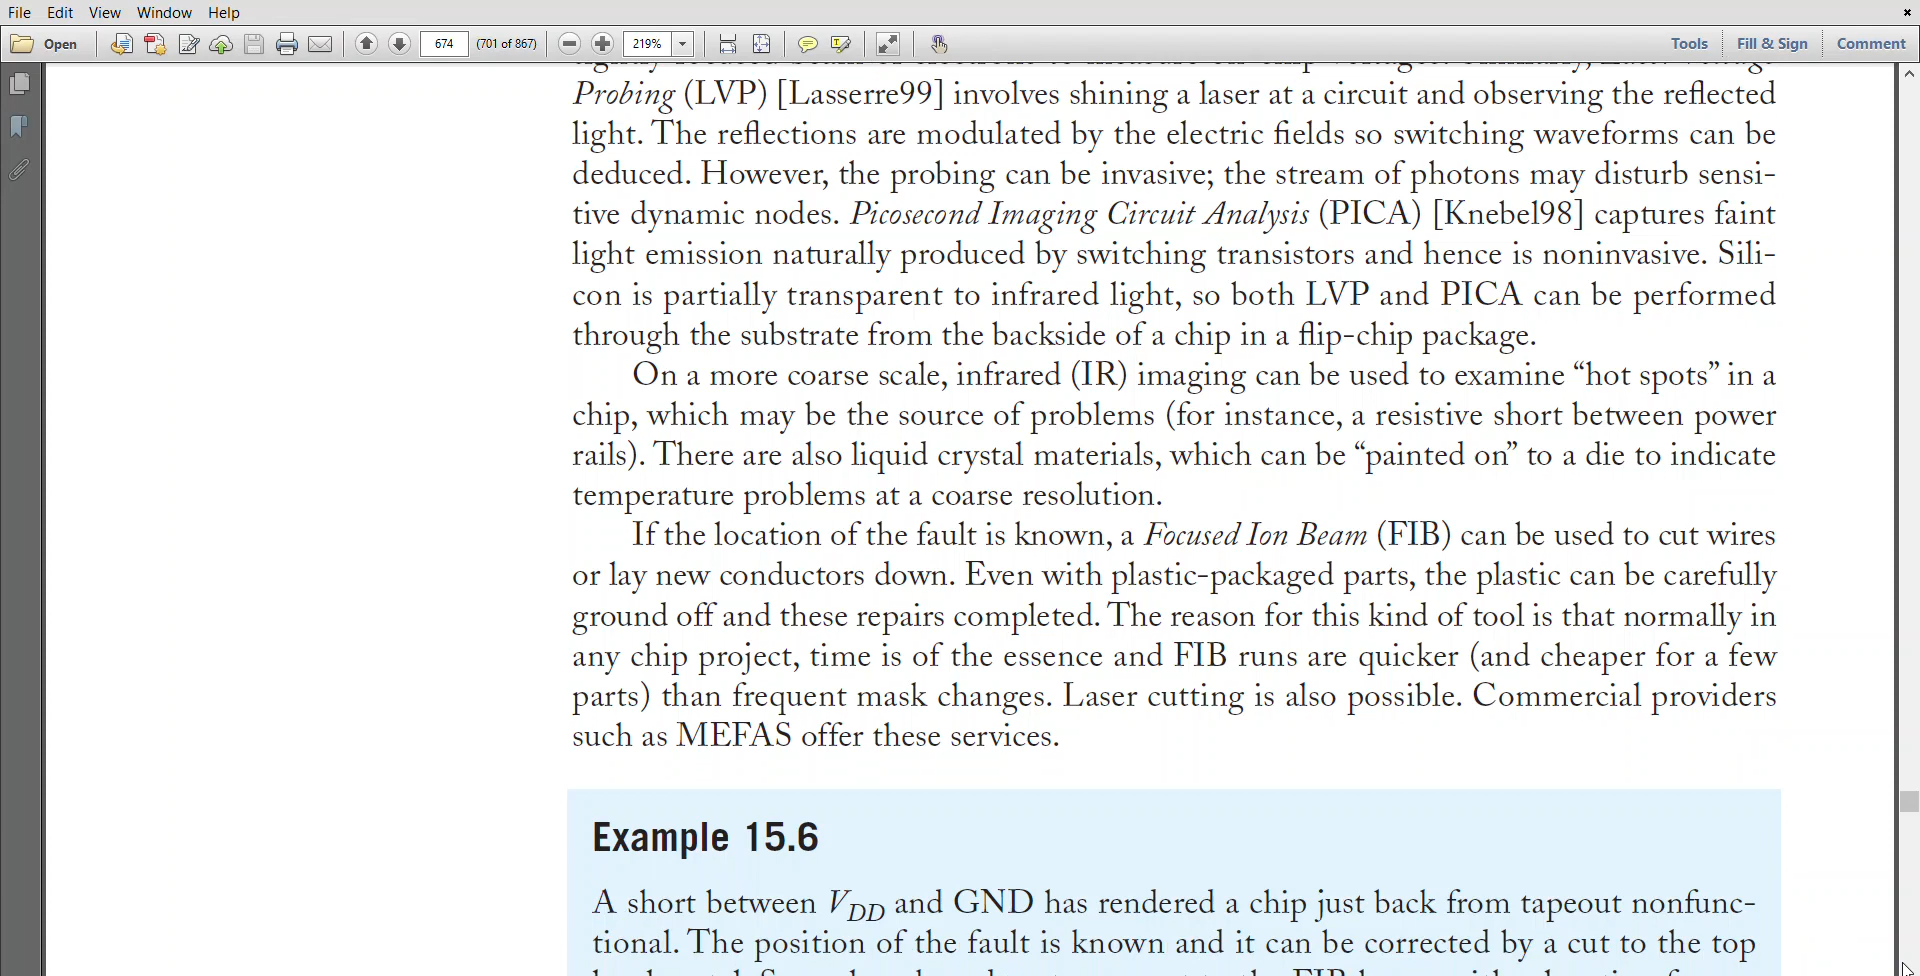 File Edit View Window Help
Open 674 (701 of 867) 219% Tools Fill & Sign Comment
Probing (LVP) [Lasserre99] involves shining a laser at a circuit and observing the reflected
light. The reflections are modulated by the electric fields so switching waveforms can be
deduced. However, the probing can be invasive; the stream of photons may disturb sensi-
tive dynamic nodes. Picosecond Imaging Circuit Analysis (PICA) [Knebel98] captures faint
light emission naturally produced by switching transistors and hence is noninvasive. Sili-
con is partially transparent to infrared light, so both LVP and PICA can be performed
through the substrate from the backside of a chip in a flip-chip package.
On a more coarse scale, infrared (IR) imaging can be used to examine “hot spots” in a
chip, which may be the source of problems (for instance, a resistive short between power
rails). There are also liquid crystal materials, which can be “painted on” to a die to indicate
temperature problems at a coarse resolution.
If the location of the fault is known, a Focused Ion Beam (FIB) can be used to cut wires
or lay new conductors down. Even with plastic-packaged parts, the plastic can be carefully
ground off and these repairs completed. The reason for this kind of tool is that normally in
any chip project, time is of the essence and FIB runs are quicker (and cheaper for a few
parts) than frequent mask changes. Laser cutting is also possible. Commercial providers
such as MEFAS offer these services.
Example 15.6
A short between VDD and GND has rendered a chip just back from tapeout nonfunc-
tional. The position of the fault is known and it can be corrected by a cut to the top